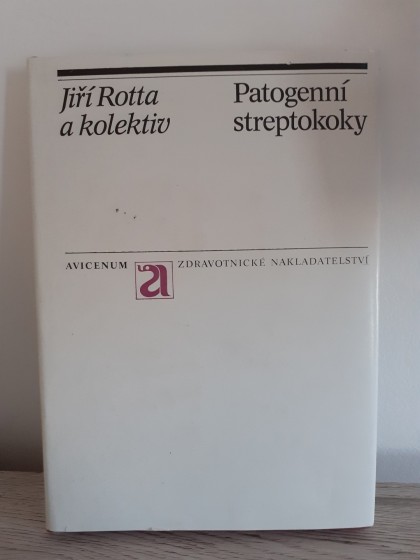 Jiří Rotta
a kolektiv
Patogenní
streptokoky
AVICENUM
a
ZDRAVOTNICKÉ NAKLADATELSTVÍ